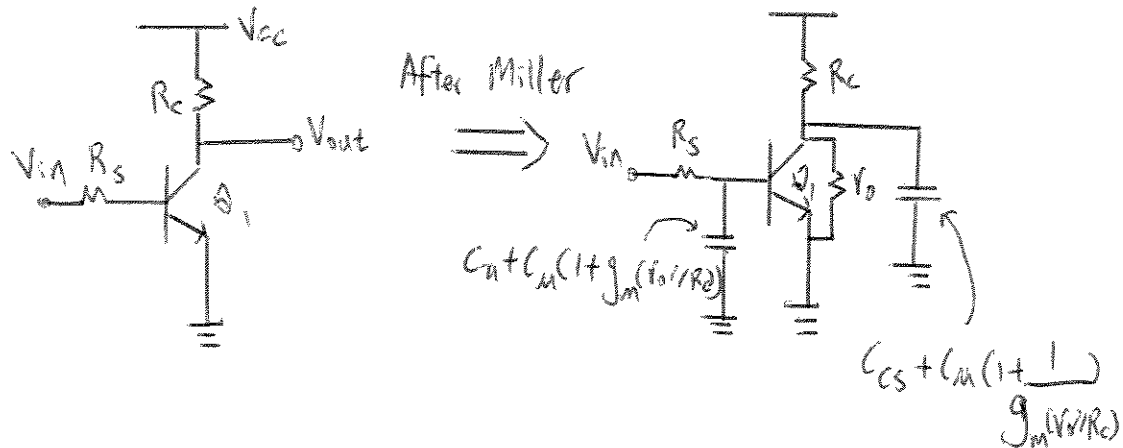 Vcc
Rc
After Miller
Rc
Vout
Vin Rs
Q1
Vin
Rs
Q1
ro
Cπ + Cμ(1+gm(ro//Rc))
Ccs + Cμ(1+1/gm(ro//Rc))